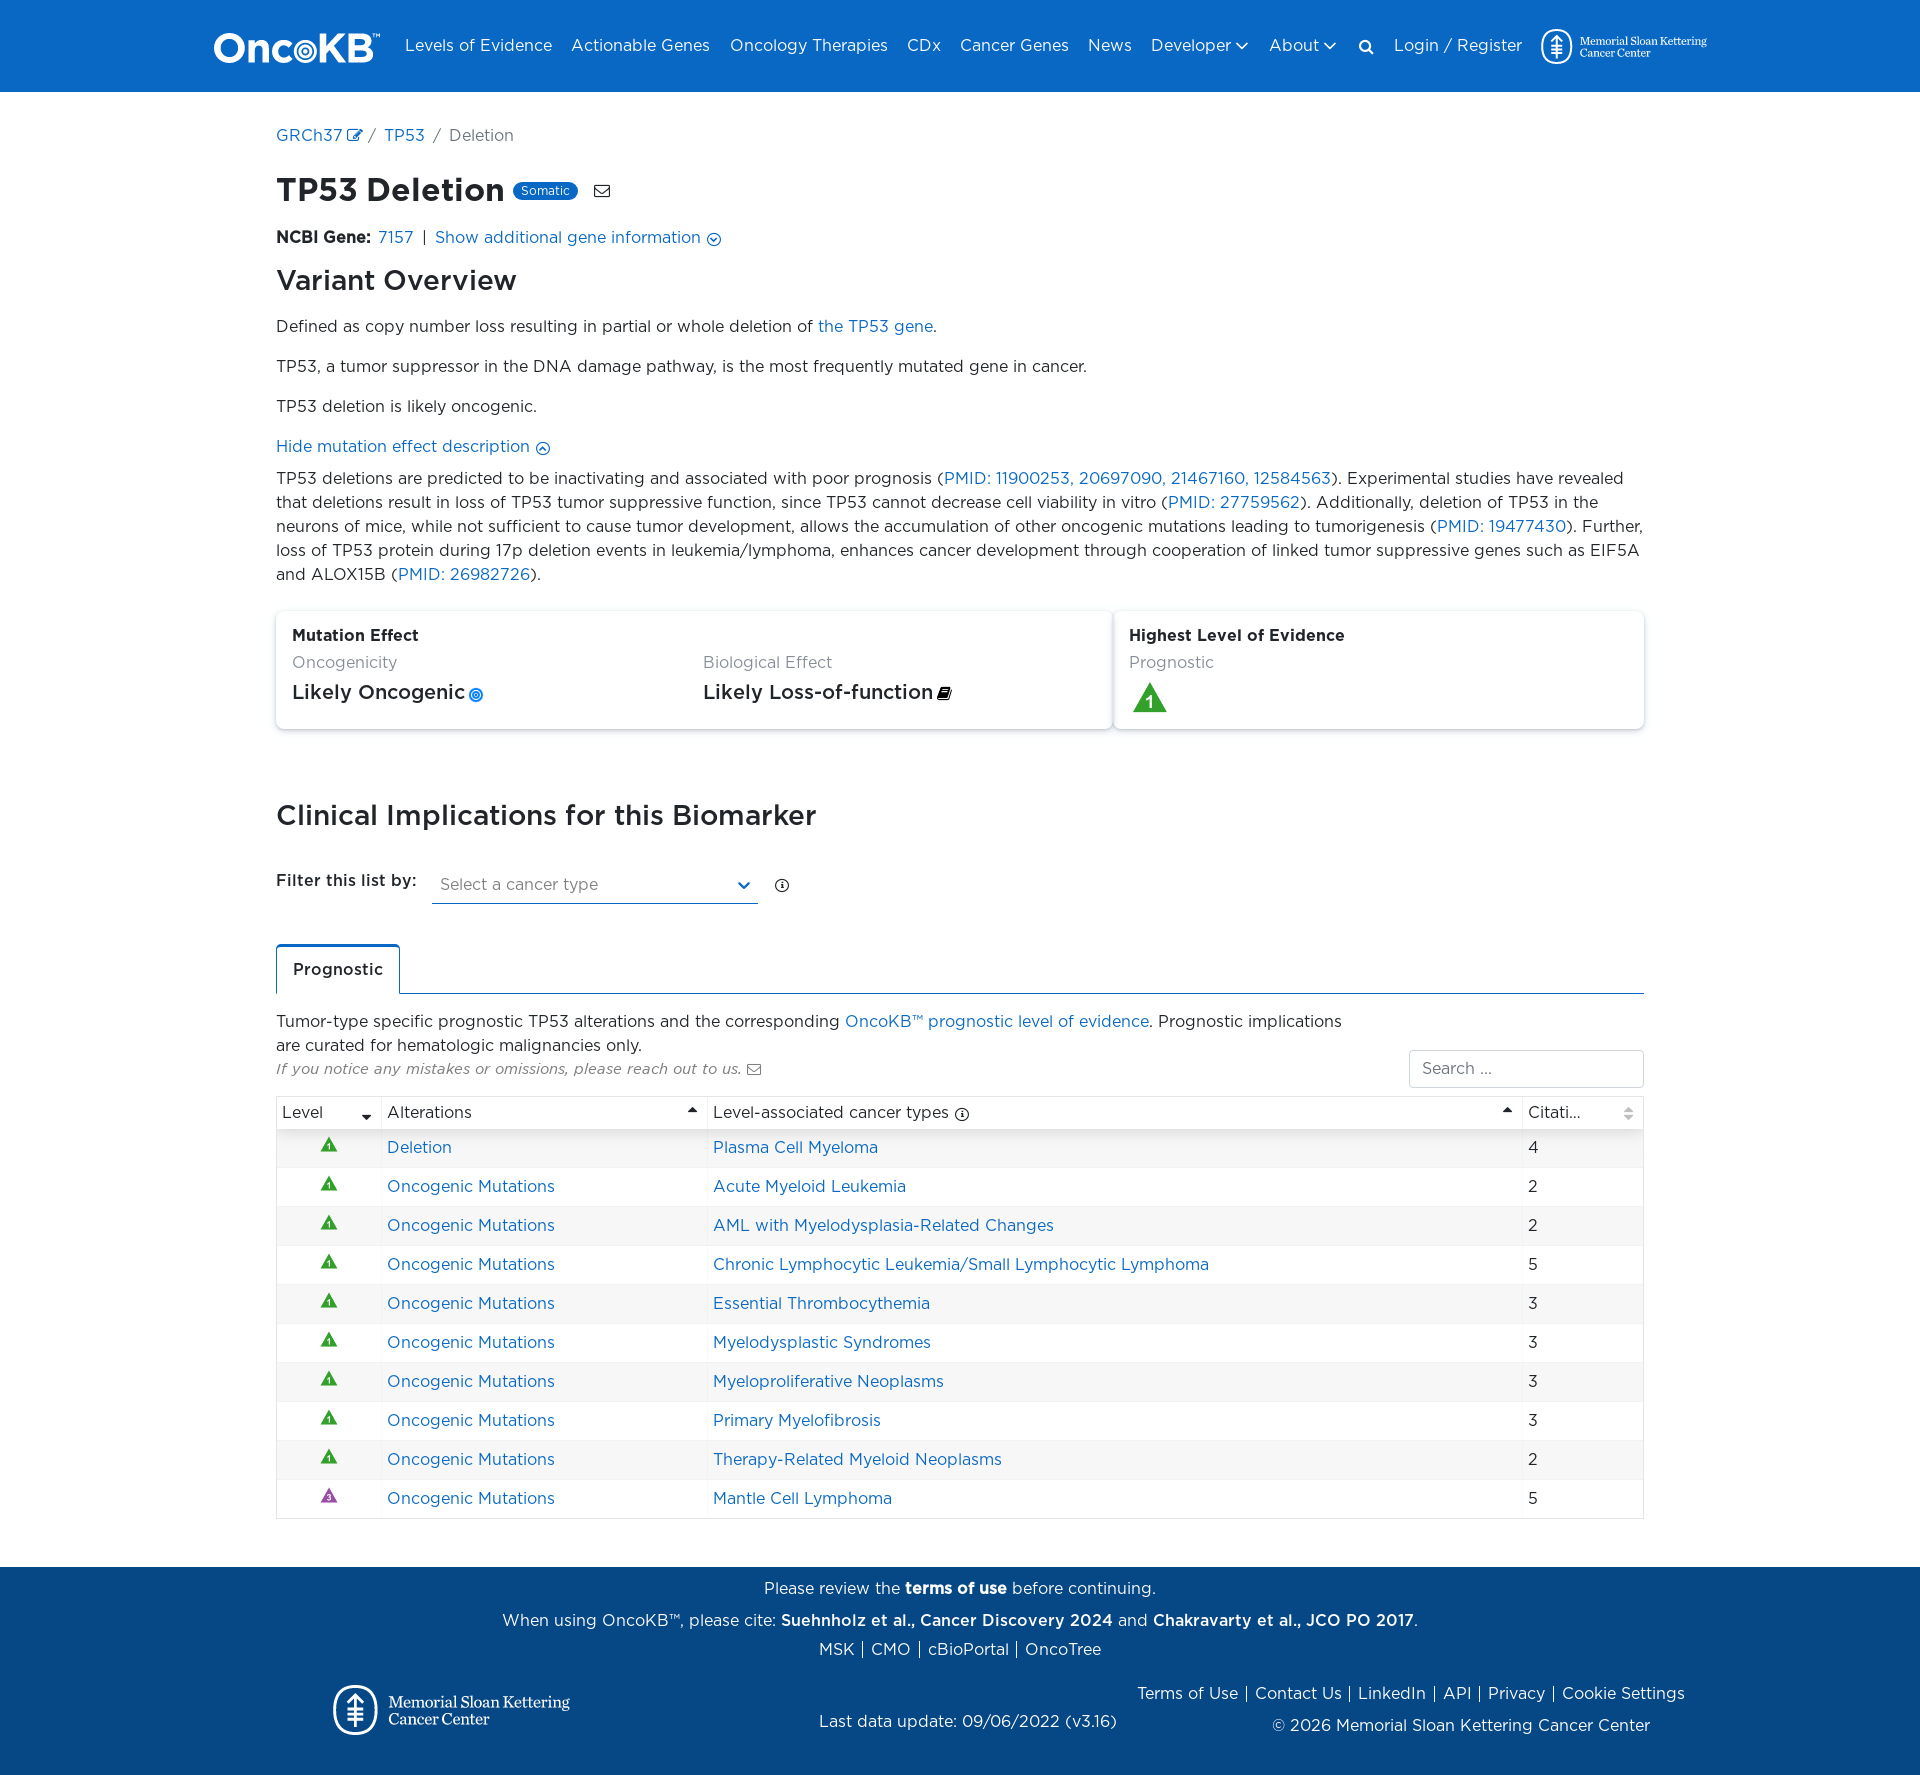 OncoKB™ Levels of Evidence Actionable Genes Oncology Therapies CDx Cancer Genes News Developer About Login / Register Memorial Sloan Kettering Cancer Center
GRCh37 / TP53 / Deletion
TP53 Deletion Somatic
NCBI Gene: 7157 | Show additional gene information
Variant Overview
Defined as copy number loss resulting in partial or whole deletion of the TP53 gene.
TP53, a tumor suppressor in the DNA damage pathway, is the most frequently mutated gene in cancer.
TP53 deletion is likely oncogenic.
Hide mutation effect description
TP53 deletions are predicted to be inactivating and associated with poor prognosis (PMID: 11900253, 20697090, 21467160, 12584563). Experimental studies have revealed
that deletions result in loss of TP53 tumor suppressive function, since TP53 cannot decrease cell viability in vitro (PMID: 27759562). Additionally, deletion of TP53 in the
neurons of mice, while not sufficient to cause tumor development, allows the accumulation of other oncogenic mutations leading to tumorigenesis (PMID: 19477430). Further,
loss of TP53 protein during 17p deletion events in leukemia/lymphoma, enhances cancer development through cooperation of linked tumor suppressive genes such as EIF5A
and ALOX15B (PMID: 26982726).
Mutation Effect
Oncogenicity Biological Effect
Likely Oncogenic Likely Loss-of-function
Highest Level of Evidence
Prognostic
1
Clinical Implications for this Biomarker
Filter this list by: Select a cancer type
Prognostic
Tumor-type specific prognostic TP53 alterations and the corresponding OncoKB™ prognostic level of evidence. Prognostic implications
are curated for hematologic malignancies only.
If you notice any mistakes or omissions, please reach out to us.
Search ...
Level Alterations Level-associated cancer types Citati...
1 Deletion Plasma Cell Myeloma 4
1 Oncogenic Mutations Acute Myeloid Leukemia 2
1 Oncogenic Mutations AML with Myelodysplasia-Related Changes 2
1 Oncogenic Mutations Chronic Lymphocytic Leukemia/Small Lymphocytic Lymphoma 5
1 Oncogenic Mutations Essential Thrombocythemia 3
1 Oncogenic Mutations Myelodysplastic Syndromes 3
1 Oncogenic Mutations Myeloproliferative Neoplasms 3
1 Oncogenic Mutations Primary Myelofibrosis 3
1 Oncogenic Mutations Therapy-Related Myeloid Neoplasms 2
3 Oncogenic Mutations Mantle Cell Lymphoma 5
Please review the terms of use before continuing.
When using OncoKB™, please cite: Suehnholz et al., Cancer Discovery 2024 and Chakravarty et al., JCO PO 2017.
MSK | CMO | cBioPortal | OncoTree
Memorial Sloan Kettering
Cancer Center
Last data update: 09/06/2022 (v3.16)
Terms of Use | Contact Us | LinkedIn | API | Privacy | Cookie Settings
© 2026 Memorial Sloan Kettering Cancer Center